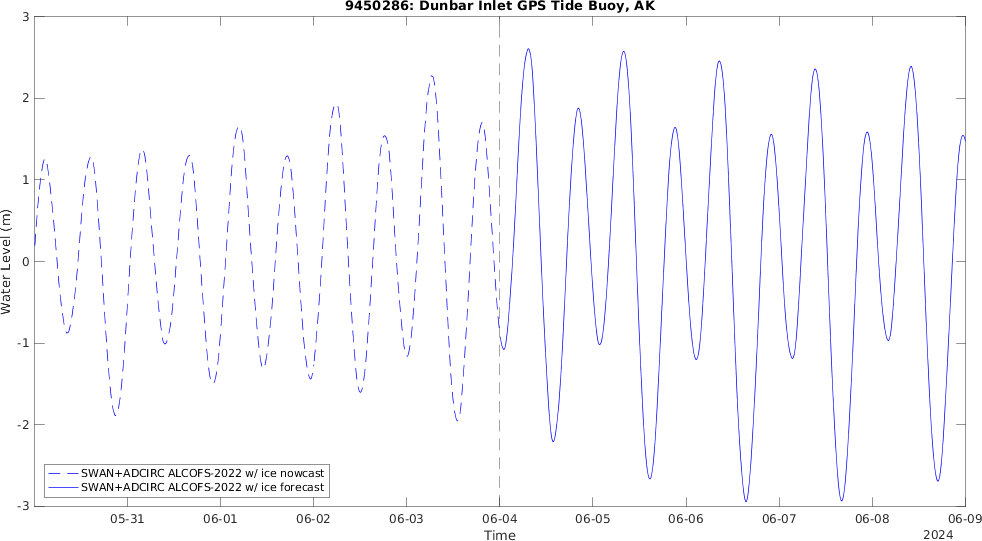 9450286: Dunbar Inlet GPS Tide Buoy, AK
3
2
1
0
-1
-2
-3
Water Level (m)
SWAN+ADCIRC ALCOFS-2022 w/ ice nowcast
SWAN+ADCIRC ALCOFS-2022 w/ ice forecast
05-31 06-01 06-02 06-03 06-04 06-05 06-06 06-07 06-08 06-09
Time
2024